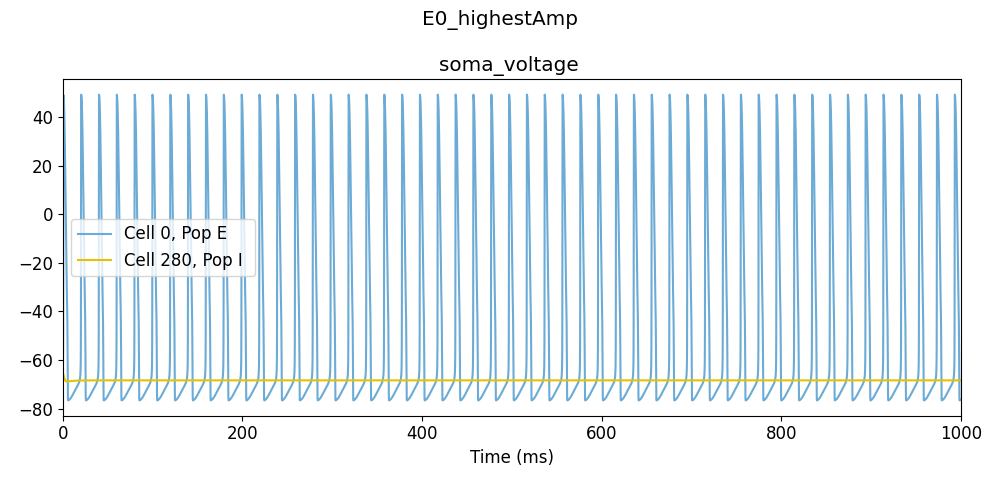 E0_highestAmp
soma_voltage
40
20
0
−20
−40
−60
−80
Cell 0, Pop E
Cell 280, Pop I
0 200 400 600 800 1000
Time (ms)